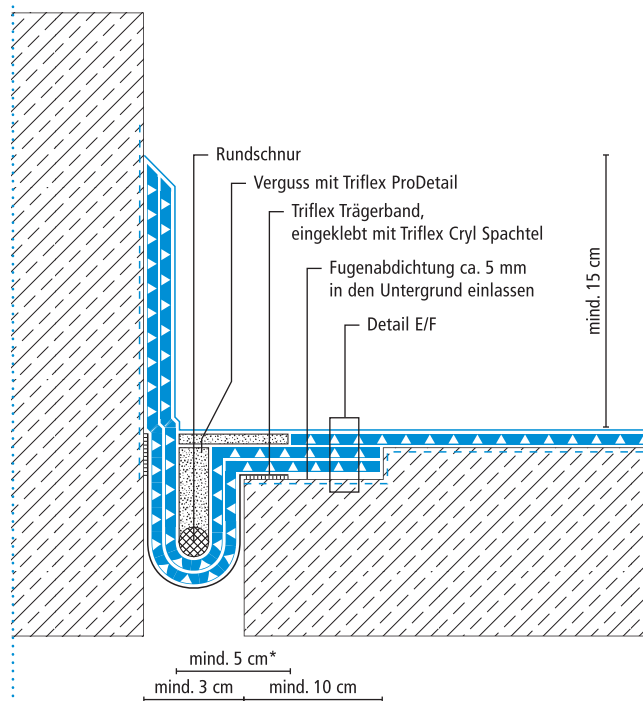 Rundschnur
Verguss mit Triflex ProDetail
Triflex Trägerband,
eingeklebt mit Triflex Cryl Spachtel
Fugenabdichtung ca. 5 mm
in den Untergrund einlassen
Detail E/F
mind. 15 cm
mind. 5 cm*
mind. 3 cm
mind. 10 cm